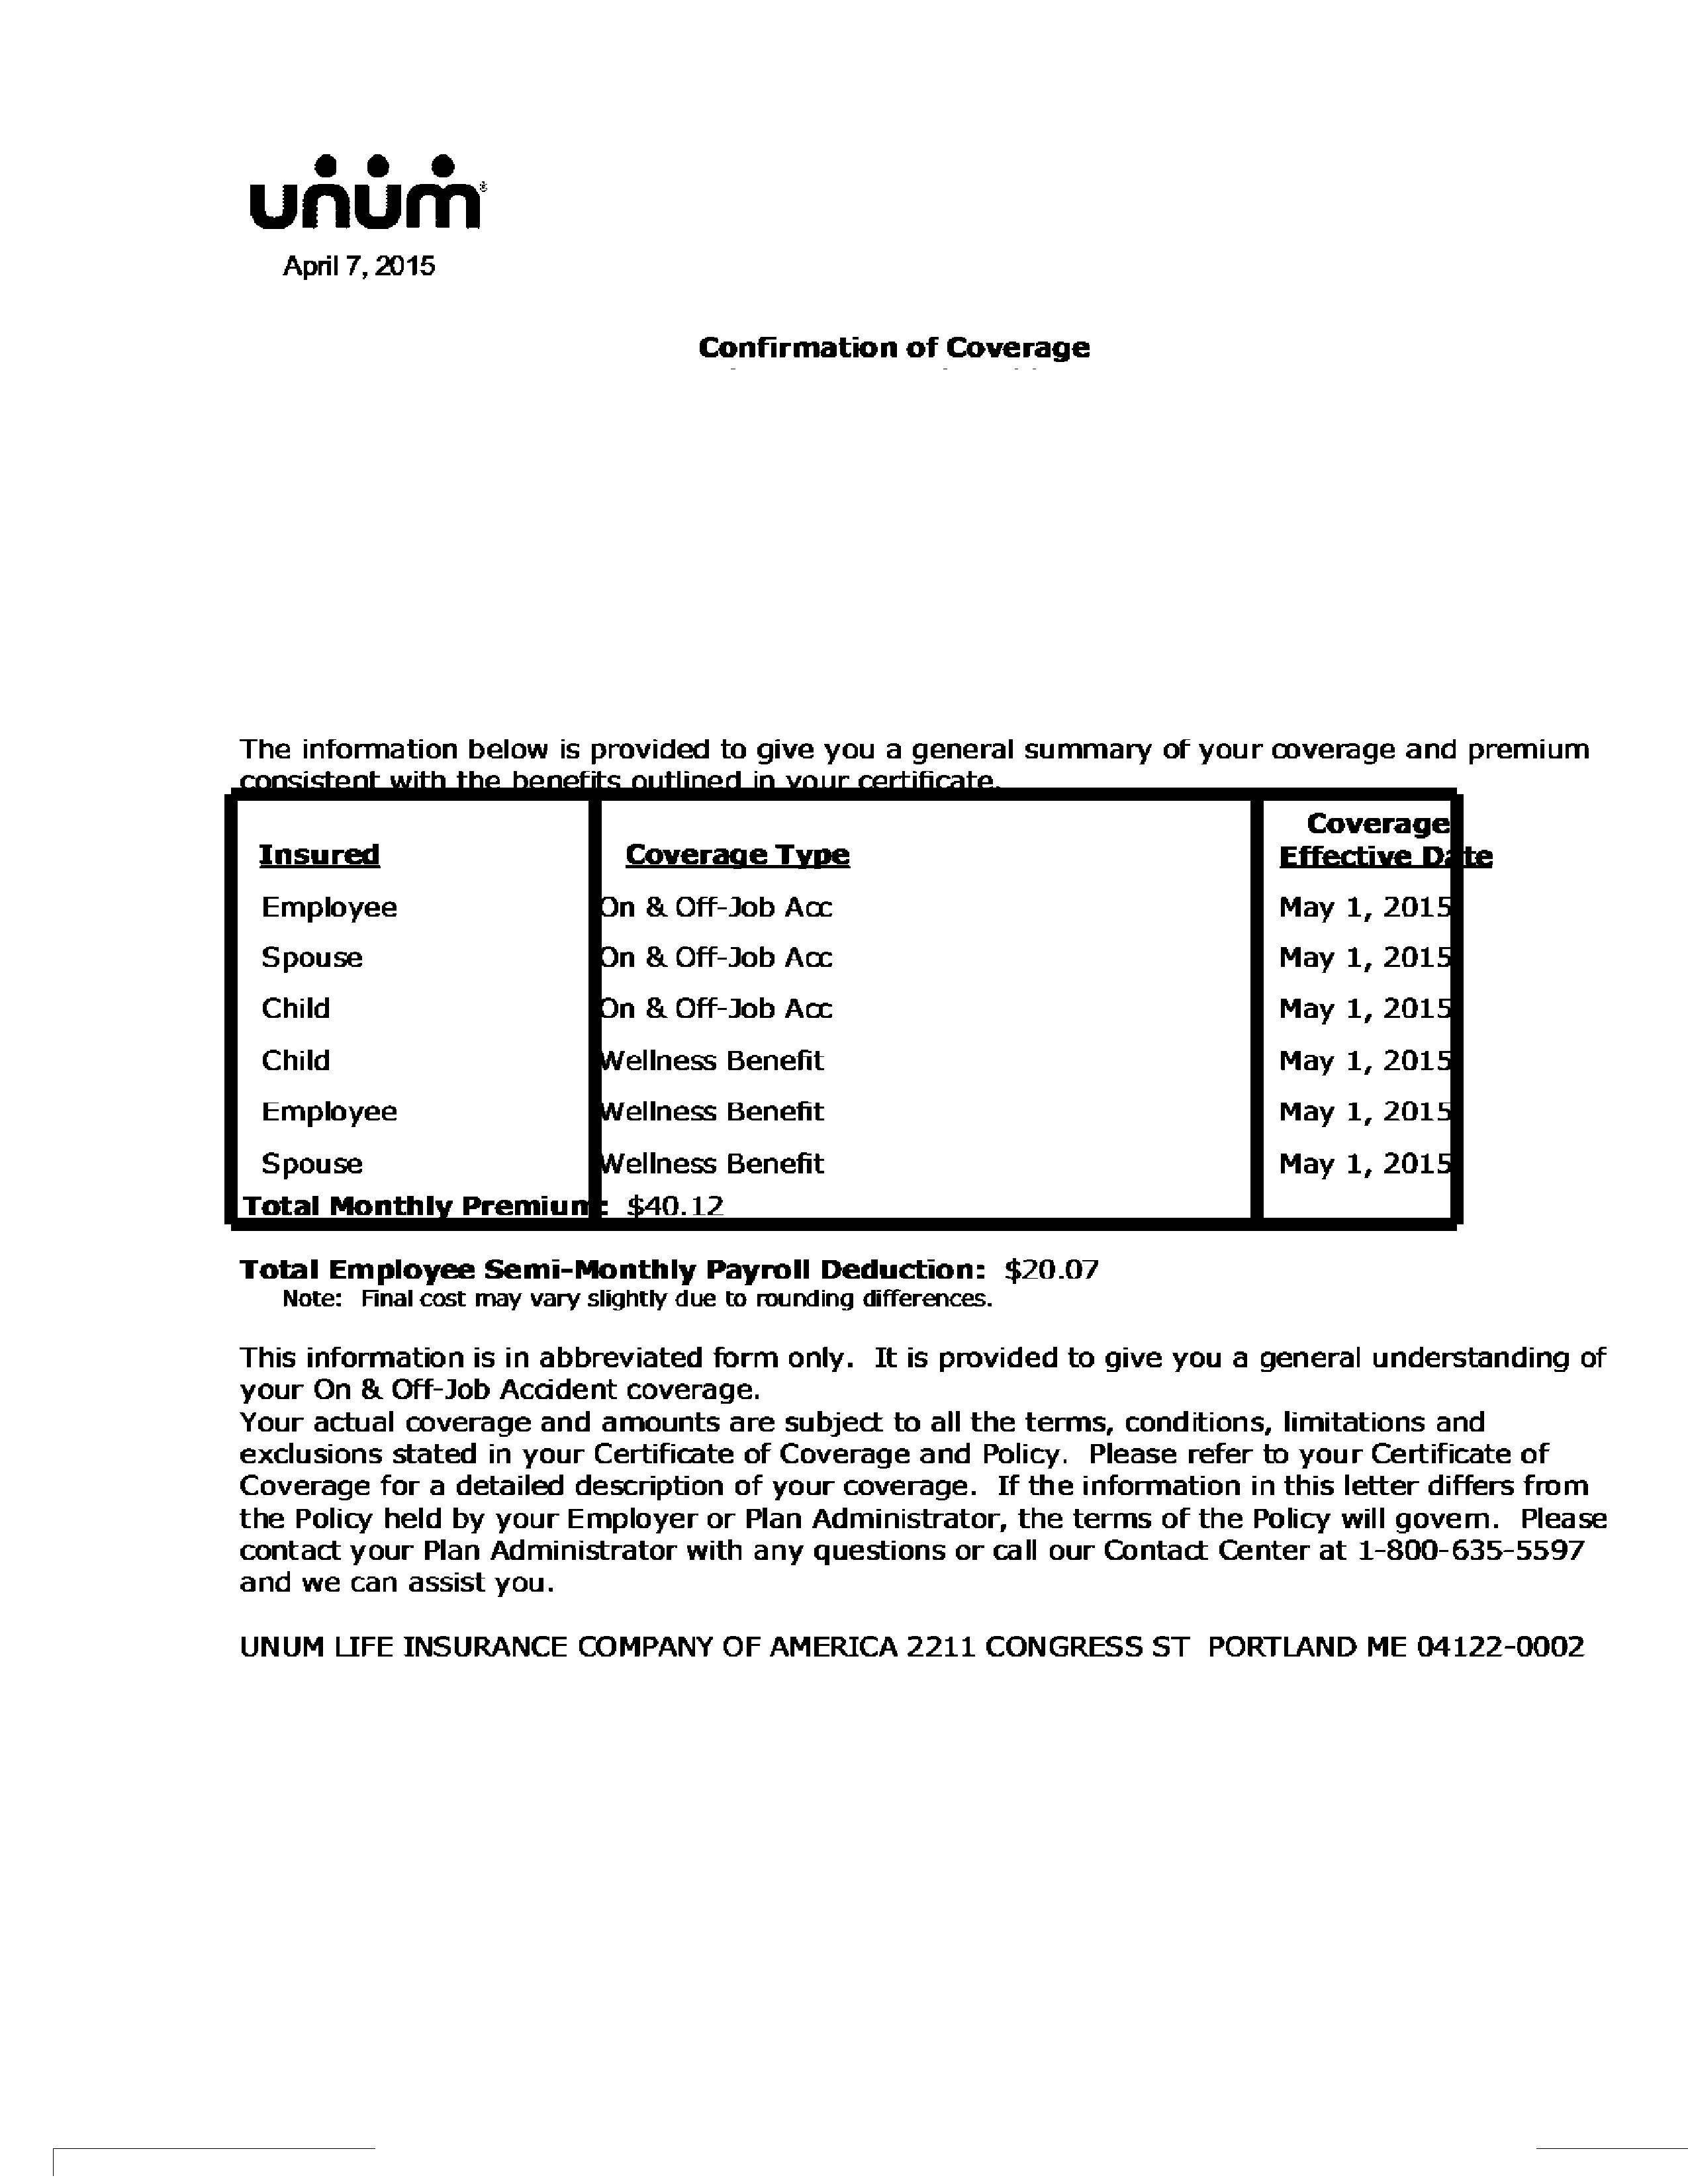 unum
April 7, 2015
Confirmation of Coverage
The information below is provided to give you a general summary of your coverage and premium
consistent with the benefits outlined in your certificate.
Insured Coverage Type Coverage Effective Date
Employee On & Off-Job Acc May 1, 2015
Spouse On & Off-Job Acc May 1, 2015
Child On & Off-Job Acc May 1, 2015
Child Wellness Benefit May 1, 2015
Employee Wellness Benefit May 1, 2015
Spouse Wellness Benefit May 1, 2015
Total Monthly Premium: $40.12
Total Employee Semi-Monthly Payroll Deduction: $20.07
Note: Final cost may vary slightly due to rounding differences.
This information is in abbreviated form only. It is provided to give you a general understanding of
your On & Off-Job Accident coverage.
Your actual coverage and amounts are subject to all the terms, conditions, limitations and
exclusions stated in your Certificate of Coverage and Policy. Please refer to your Certificate of
Coverage for a detailed description of your coverage. If the information in this letter differs from
the Policy held by your Employer or Plan Administrator, the terms of the Policy will govern. Please
contact your Plan Administrator with any questions or call our Contact Center at 1-800-635-5597
and we can assist you.
UNUM LIFE INSURANCE COMPANY OF AMERICA 2211 CONGRESS ST PORTLAND ME 04122-0002